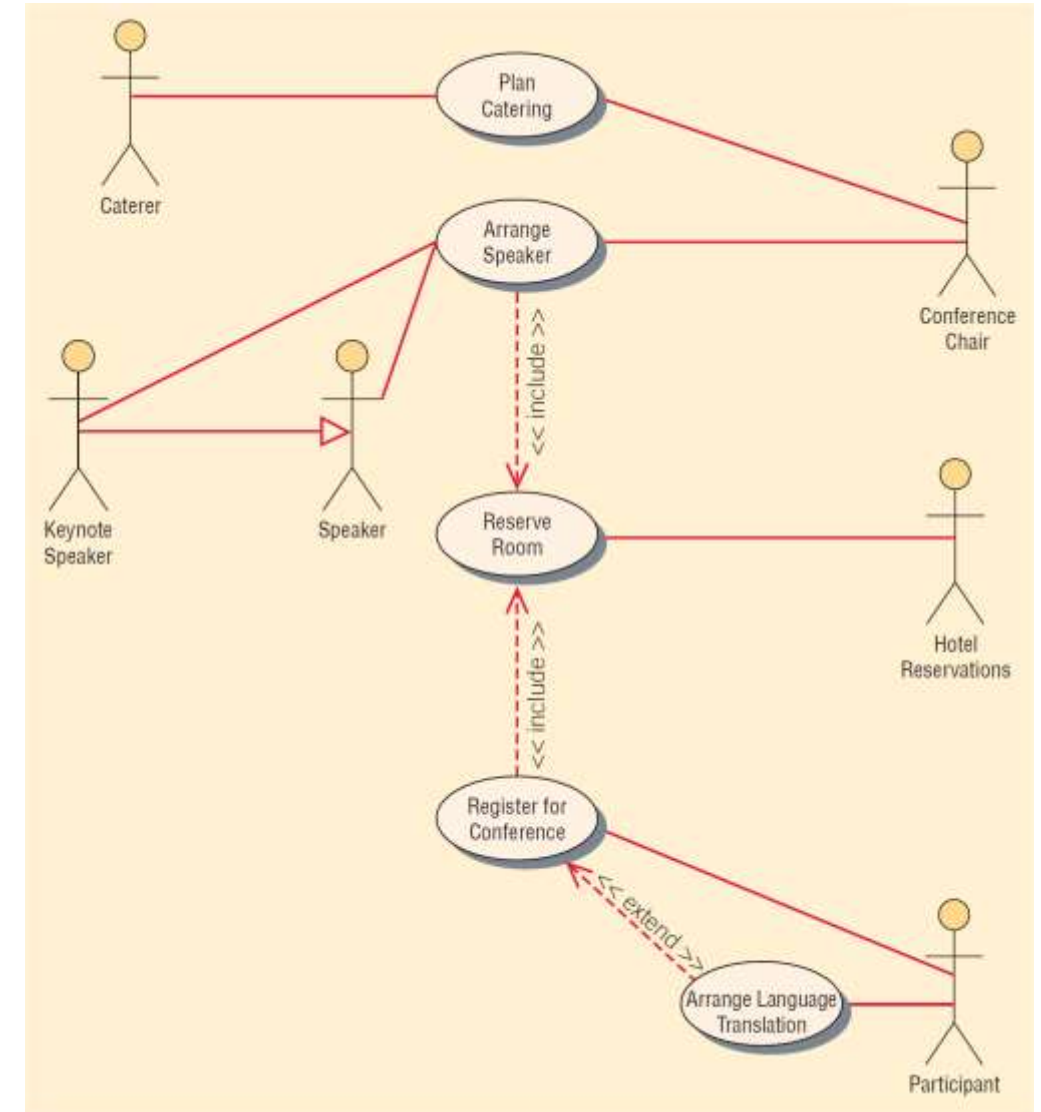 Plan
Catering
Caterer
Arrange
Speaker
Conference
Chair
<< include >>
Keynote
Speaker
Speaker
Reserve
Room
Hotel
Reservations
<< include >>
Register for
Conference
<< extend >>
Arrange Language
Translation
Participant